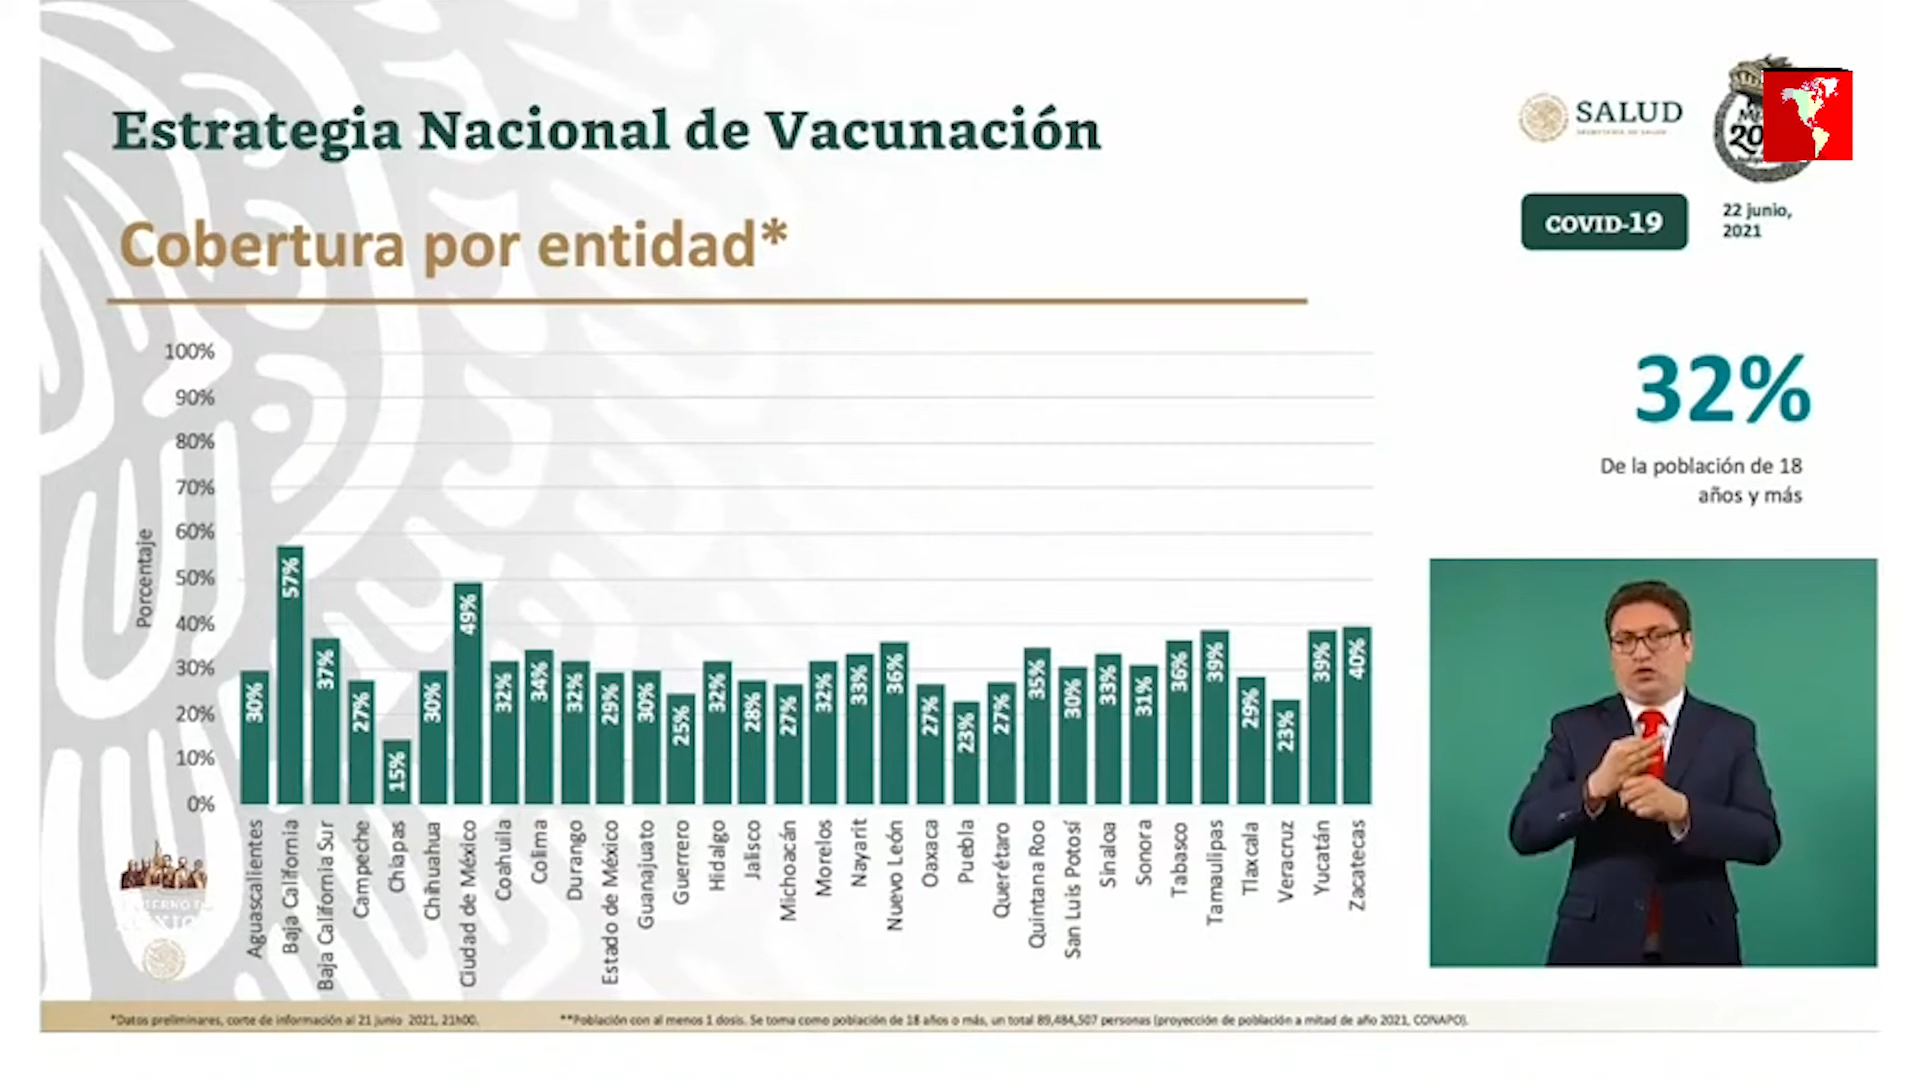 Estrategia Nacional de Vacunación
SALUD
SECRETARÍA DE SALUD
20
COVID-19
22 junio,
2021
Cobertura por entidad*
32%
De la población de 18
años y más
Porcentaje
100%
90%
80%
70%
60%
50%
40%
30%
20%
10%
0%
30%
57%
37%
27%
15%
30%
49%
32%
34%
32%
29%
30%
25%
32%
28%
27%
32%
33%
36%
27%
23%
27%
35%
30%
33%
31%
36%
39%
29%
23%
39%
40%
Aguascalientes
Baja California
Baja California Sur
Campeche
Chiapas
Chihuahua
Ciudad de México
Coahuila
Colima
Durango
Estado de México
Guanajuato
Guerrero
Hidalgo
Jalisco
Michoacán
Morelos
Nayarit
Nuevo León
Oaxaca
Puebla
Querétaro
Quintana Roo
San Luis Potosí
Sinaloa
Sonora
Tabasco
Tamaulipas
Tlaxcala
Veracruz
Yucatán
Zacatecas
*Datos preliminares, corte de información al 21 junio 2021, 21h00.
**Población con al menos 1 dosis. Se toma como población de 18 años o más, un total 89,484,507 personas (proyección de población a mitad de año 2021, CONAPO).